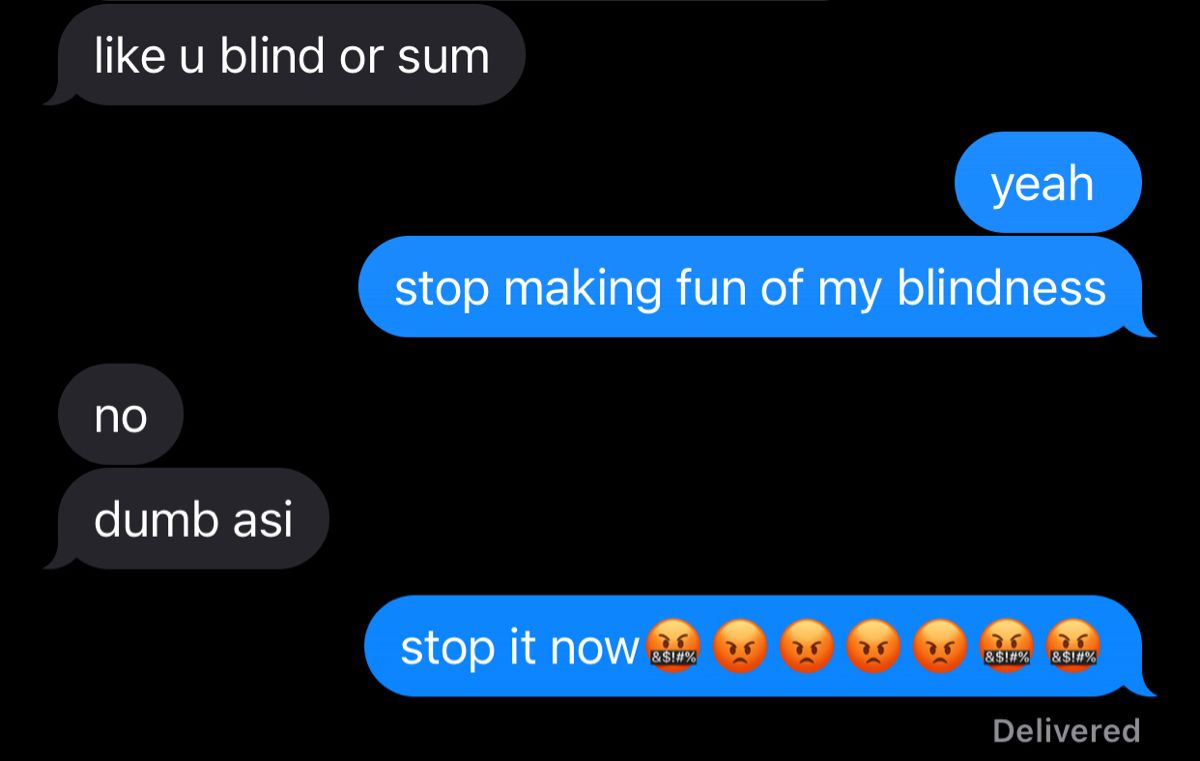 like u blind or sum
yeah
stop making fun of my blindness
no
dumb asi
stop it now🤬😡😡😡😡🤬🤬
Delivered